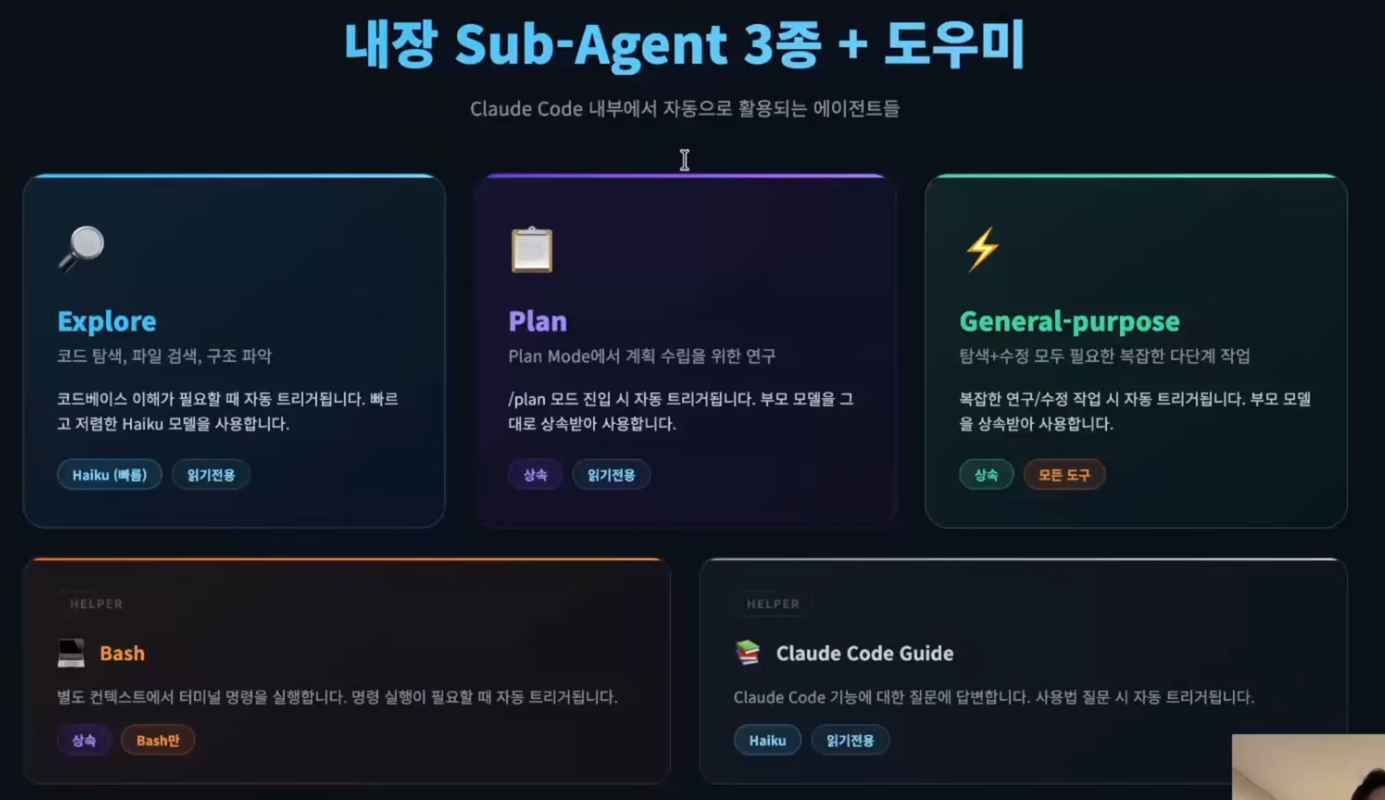 내장 Sub-Agent 3종 + 도우미
Claude Code 내부에서 자동으로 활용되는 에이전트들
Explore
코드 탐색, 파일 검색, 구조 파악
코드베이스 이해가 필요할 때 자동 트리거됩니다. 빠르
고 저렴한 Haiku 모델을 사용합니다.
Haiku (빠름)
읽기전용
Plan
Plan Mode에서 계획 수립을 위한 연구
/plan 모드 진입 시 자동 트리거됩니다. 부모 모델을 그
대로 상속받아 사용합니다.
상속
읽기전용
General-purpose
탐색+수정 모두 필요한 복잡한 다단계 작업
복잡한 연구/수정 작업 시 자동 트리거됩니다. 부모 모델
을 상속받아 사용합니다.
상속
모든 도구
HELPER
Bash
별도 컨텍스트에서 터미널 명령을 실행합니다. 명령 실행이 필요할 때 자동 트리거됩니다.
상속
Bash만
HELPER
Claude Code Guide
Claude Code 기능에 대한 질문에 답변합니다. 사용법 질문 시 자동 트리거됩니다.
Haiku
읽기전용